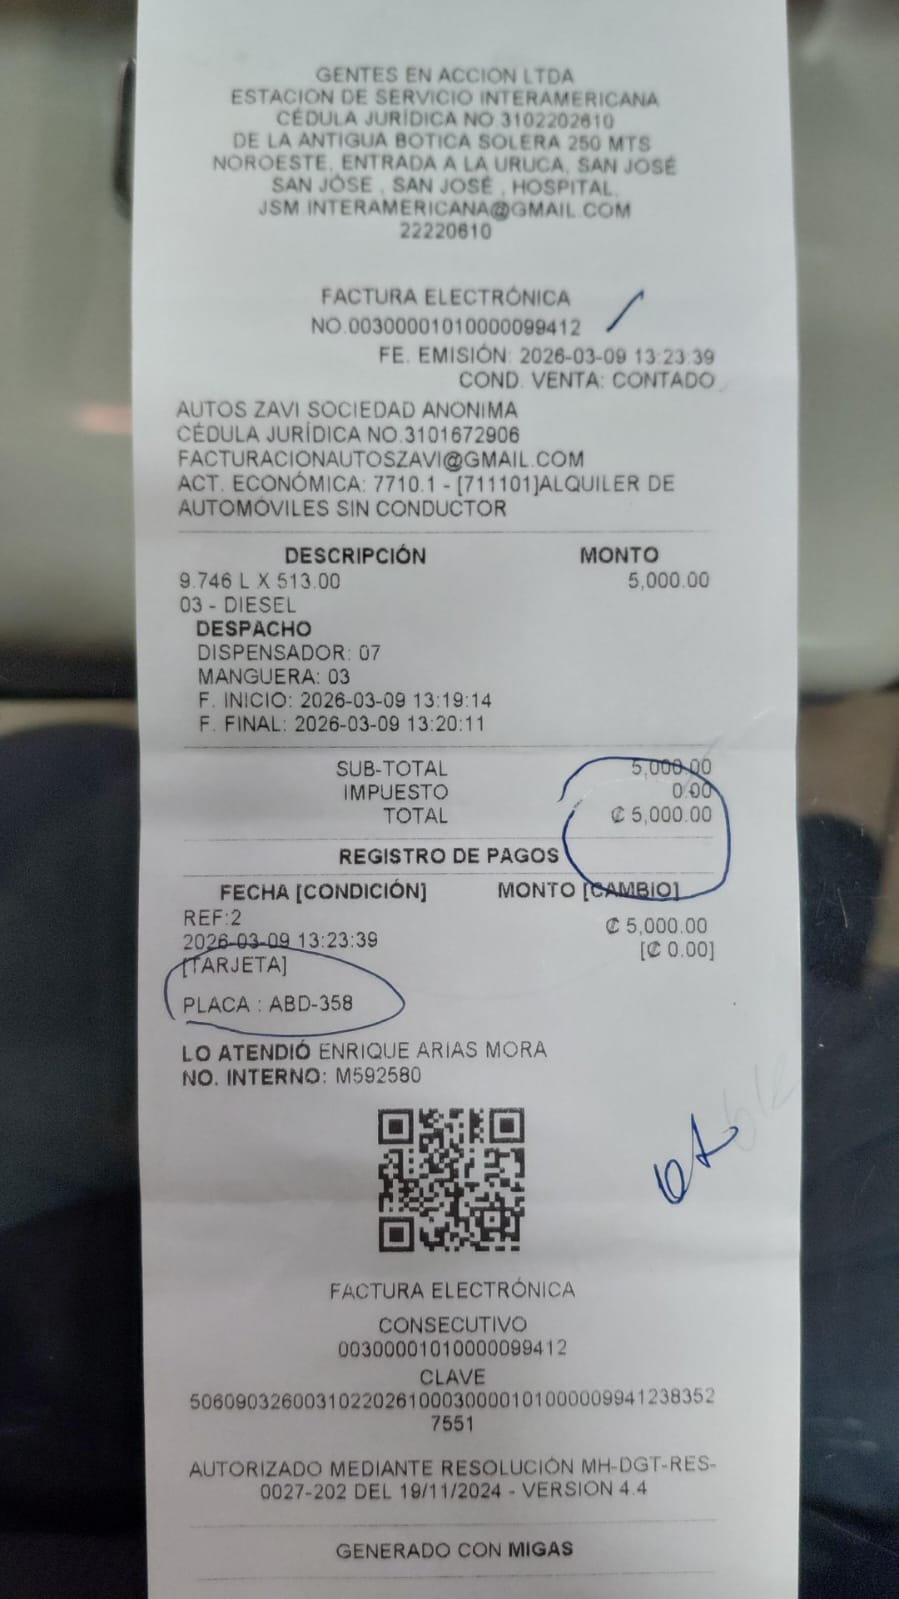 GENTES EN ACCION LTDA
ESTACION DE SERVICIO INTERAMERICANA
CÉDULA JURÍDICA NO.3102202610
DE LA ANTIGUA BOTICA SOLERA 250 MTS
NOROESTE, ENTRADA A LA URUCA, SAN JOSÉ
SAN JÓSE , SAN JOSÉ , HOSPITAL,
JSM.INTERAMERICANA@GMAIL.COM
22220610
FACTURA ELECTRÓNICA
NO.00300001010000099412
FE. EMISIÓN: 2026-03-09 13:23:39
COND. VENTA: CONTADO
AUTOS ZAVI SOCIEDAD ANONIMA
CÉDULA JURÍDICA NO.3101672906
FACTURACIONAUTOSZAVI@GMAIL.COM
ACT. ECONÓMICA: 7710.1 - [711101]ALQUILER DE
AUTOMÓVILES SIN CONDUCTOR
DESCRIPCIÓN MONTO
9.746 L X 513.00 5,000.00
03 - DIESEL
DESPACHO
DISPENSADOR: 07
MANGUERA: 03
F. INICIO: 2026-03-09 13:19:14
F. FINAL: 2026-03-09 13:20:11
SUB-TOTAL 5,000.00
IMPUESTO 0.00
TOTAL ₡ 5,000.00
REGISTRO DE PAGOS
FECHA [CONDICIÓN] MONTO [CAMBIO]
REF:2 ₡ 5,000.00
2026-03-09 13:23:39 [₡ 0.00]
[TARJETA]
PLACA : ABD-358
LO ATENDIÓ ENRIQUE ARIAS MORA
NO. INTERNO: M592580
FACTURA ELECTRÓNICA
CONSECUTIVO
00300001010000099412
CLAVE
5060903260031022026100030000101000009941238352
7551
AUTORIZADO MEDIANTE RESOLUCIÓN MH-DGT-RES-
0027-202 DEL 19/11/2024 - VERSION 4.4
GENERADO CON MIGAS